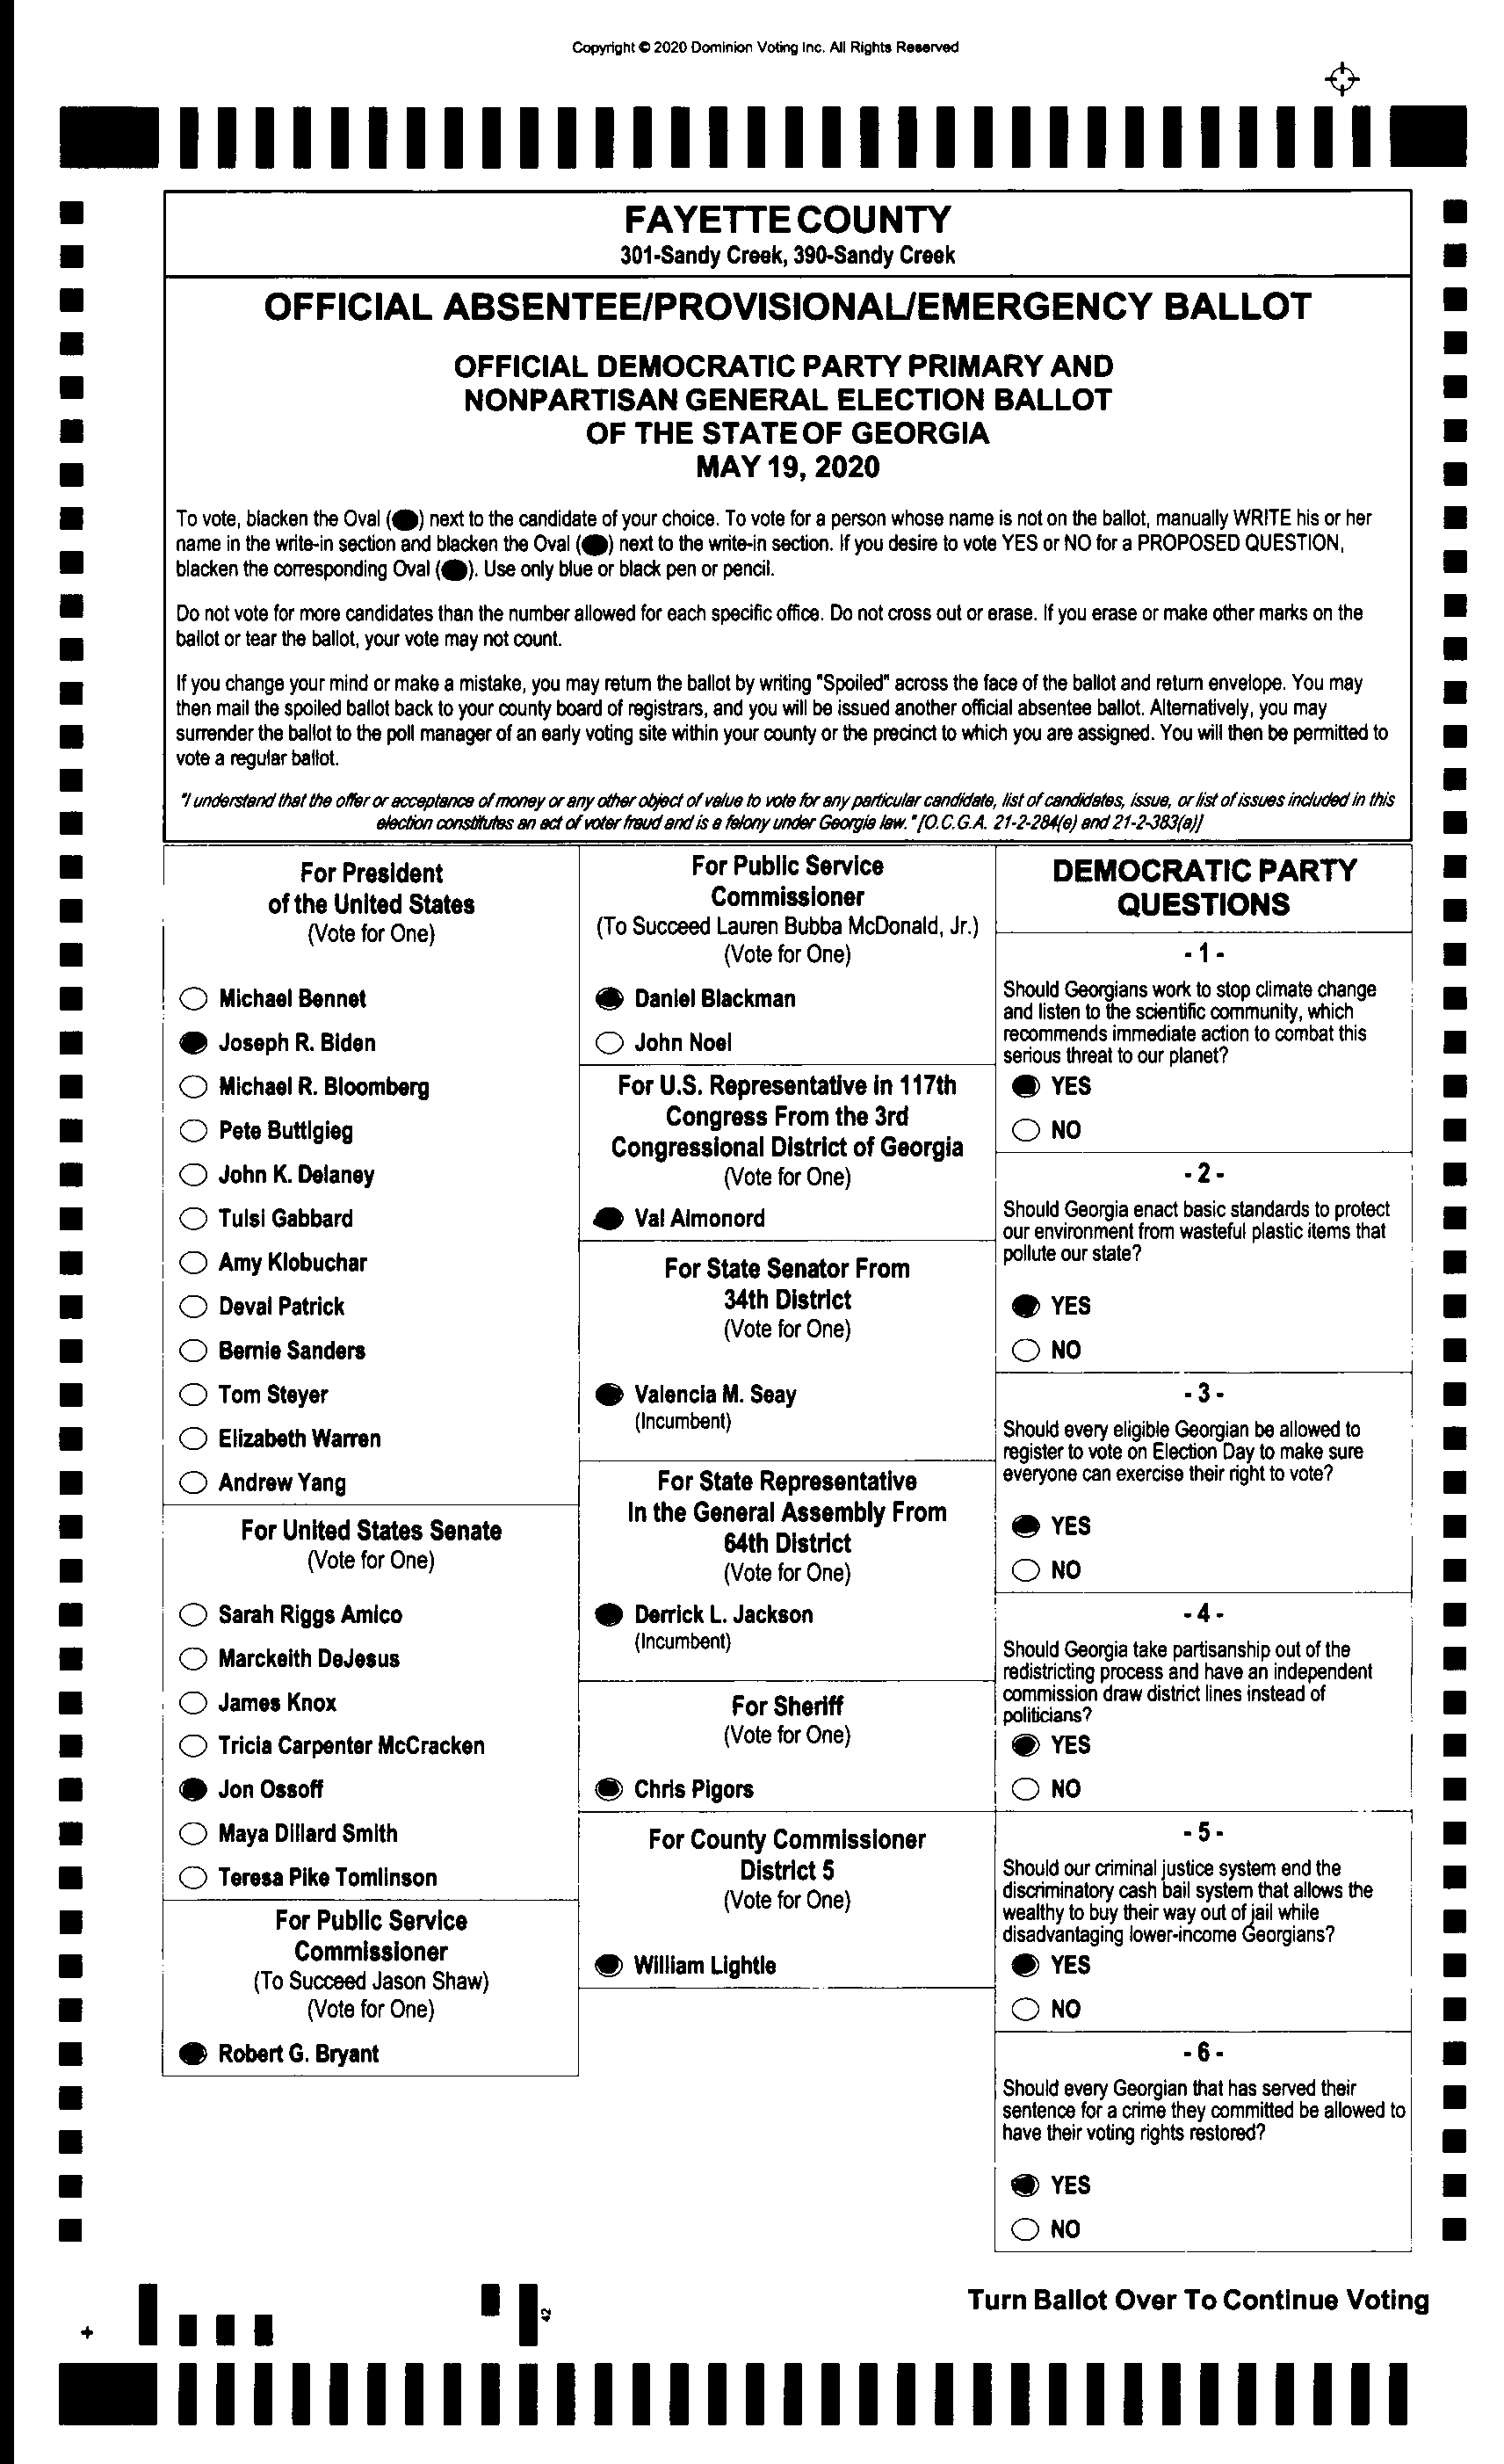 Copyright © 2020 Dominion Voting Inc. All Rights Reserved
FAYETTE COUNTY
301-Sandy Creek, 390-Sandy Creek
OFFICIAL ABSENTEE/PROVISIONAL/EMERGENCY BALLOT
OFFICIAL DEMOCRATIC PARTY PRIMARY AND
NONPARTISAN GENERAL ELECTION BALLOT
OF THE STATE OF GEORGIA
MAY 19, 2020
To vote, blacken the Oval (⬬) next to the candidate of your choice. To vote for a person whose name is not on the ballot, manually WRITE his or her
name in the write-in section and blacken the Oval (⬬) next to the write-in section. If you desire to vote YES or NO for a PROPOSED QUESTION,
blacken the corresponding Oval (⬬). Use only blue or black pen or pencil.
Do not vote for more candidates than the number allowed for each specific office. Do not cross out or erase. If you erase or make other marks on the
ballot or tear the ballot, your vote may not count.
If you change your mind or make a mistake, you may return the ballot by writing "Spoiled" across the face of the ballot and return envelope. You may
then mail the spoiled ballot back to your county board of registrars, and you will be issued another official absentee ballot. Alternatively, you may
surrender the ballot to the poll manager of an early voting site within your county or the precinct to which you are assigned. You will then be permitted to
vote a regular ballot.
"I understand that the offer or acceptance of money or any other object of value to vote for any particular candidate, list of candidates, issue, or list of issues included in this
election constitutes an act of voter fraud and is a felony under Georgia law." [O.C.G.A. 21-2-284(e) and 21-2-383(a)]
For President
of the United States
(Vote for One)
Michael Bennet
Joseph R. Biden
Michael R. Bloomberg
Pete Buttigieg
John K. Delaney
Tulsi Gabbard
Amy Klobuchar
Deval Patrick
Bernie Sanders
Tom Steyer
Elizabeth Warren
Andrew Yang
For United States Senate
(Vote for One)
Sarah Riggs Amico
Marckeith DeJesus
James Knox
Tricia Carpenter McCracken
Jon Ossoff
Maya Dillard Smith
Teresa Pike Tomlinson
For Public Service
Commissioner
(To Succeed Jason Shaw)
(Vote for One)
Robert G. Bryant
For Public Service
Commissioner
(To Succeed Lauren Bubba McDonald, Jr.)
(Vote for One)
Daniel Blackman
John Noel
For U.S. Representative in 117th
Congress From the 3rd
Congressional District of Georgia
(Vote for One)
Val Almonord
For State Senator From
34th District
(Vote for One)
Valencia M. Seay
(Incumbent)
For State Representative
In the General Assembly From
64th District
(Vote for One)
Derrick L. Jackson
(Incumbent)
For Sheriff
(Vote for One)
Chris Pigors
For County Commissioner
District 5
(Vote for One)
William Lightle
DEMOCRATIC PARTY
QUESTIONS
- 1 -
Should Georgians work to stop climate change
and listen to the scientific community, which
recommends immediate action to combat this
serious threat to our planet?
YES
NO
- 2 -
Should Georgia enact basic standards to protect
our environment from wasteful plastic items that
pollute our state?
YES
NO
- 3 -
Should every eligible Georgian be allowed to
register to vote on Election Day to make sure
everyone can exercise their right to vote?
YES
NO
- 4 -
Should Georgia take partisanship out of the
redistricting process and have an independent
commission draw district lines instead of
politicians?
YES
NO
- 5 -
Should our criminal justice system end the
discriminatory cash bail system that allows the
wealthy to buy their way out of jail while
disadvantaging lower-income Georgians?
YES
NO
- 6 -
Should every Georgian that has served their
sentence for a crime they committed be allowed to
have their voting rights restored?
YES
NO
Turn Ballot Over To Continue Voting
42